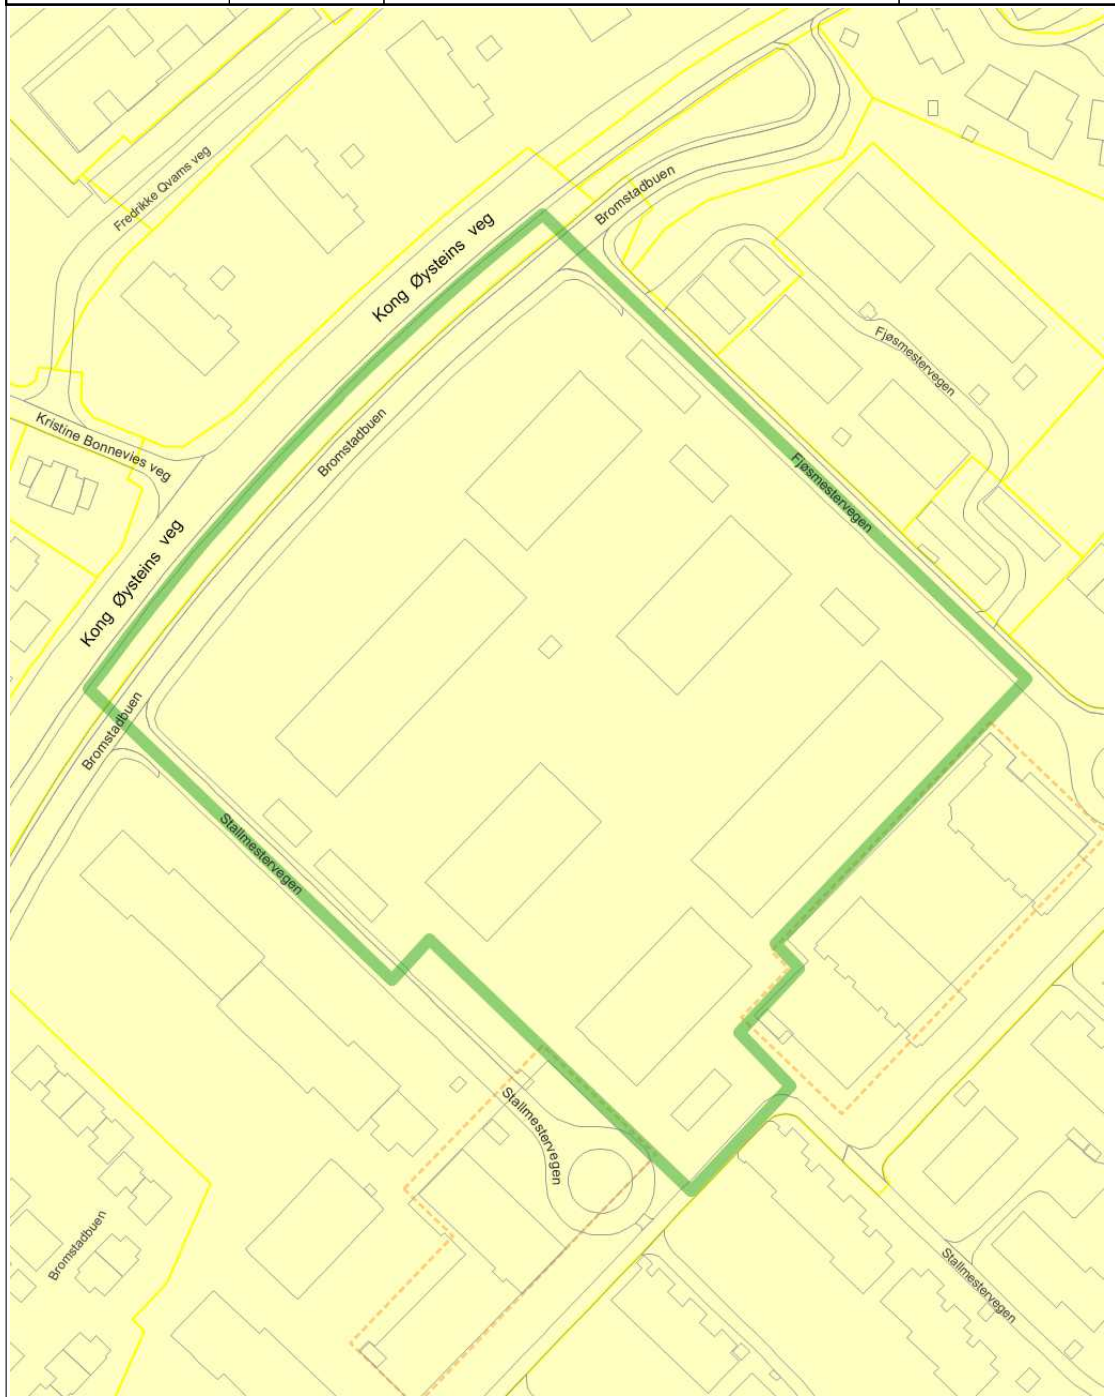 Fredrikke Qvams veg
Bromstadbuen
Kong Øysteins veg
Fjøsmestervegen
Kristine Bonnevies veg
Bromstadbuen
Fjøsmestervegen
Kong Øysteins veg
Bromstadbuen
Stallmestervegen
Stallmestervegen
Bromstadbuen
Stallmestervegen